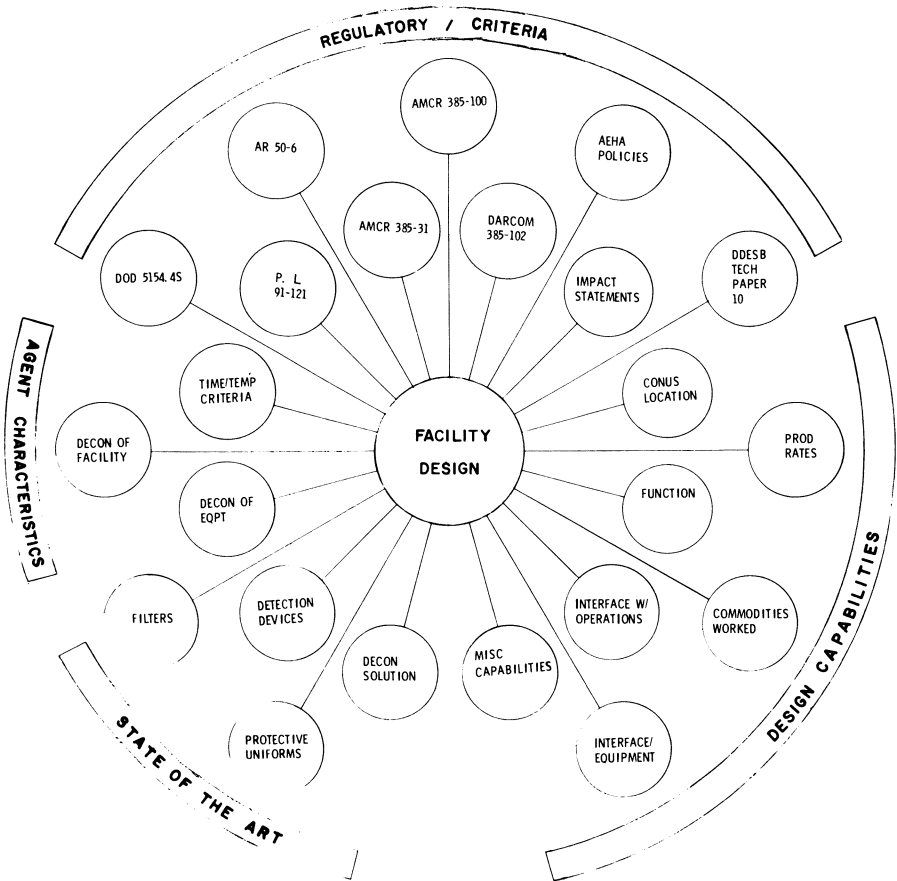 REGULATORY / CRITERIA
AMCR 385-100
AR 50-6
AEHA
POLICIES
AMCR 385-31
DARCOM
385-102
DOD 5154.4S
P. L
91-121
IMPACT
STATEMENTS
DDESB
TECH
PAPER
10
AGENT CHARACTERISTICS
TIME/TEMP
CRITERIA
CONUS
LOCATION
DECON OF
FACILITY
FACILITY
DESIGN
PROD
RATES
DECON OF
EQPT
FUNCTION
FILTERS
DETECTION
DEVICES
INTERFACE W/
OPERATIONS
COMMODITIES
WORKED
DESIGN CAPABILITIES
DECON
SOLUTION
MISC
CAPABILITIES
PROTECTIVE
UNIFORMS
INTERFACE/
EQUIPMENT
STATE OF THE ART